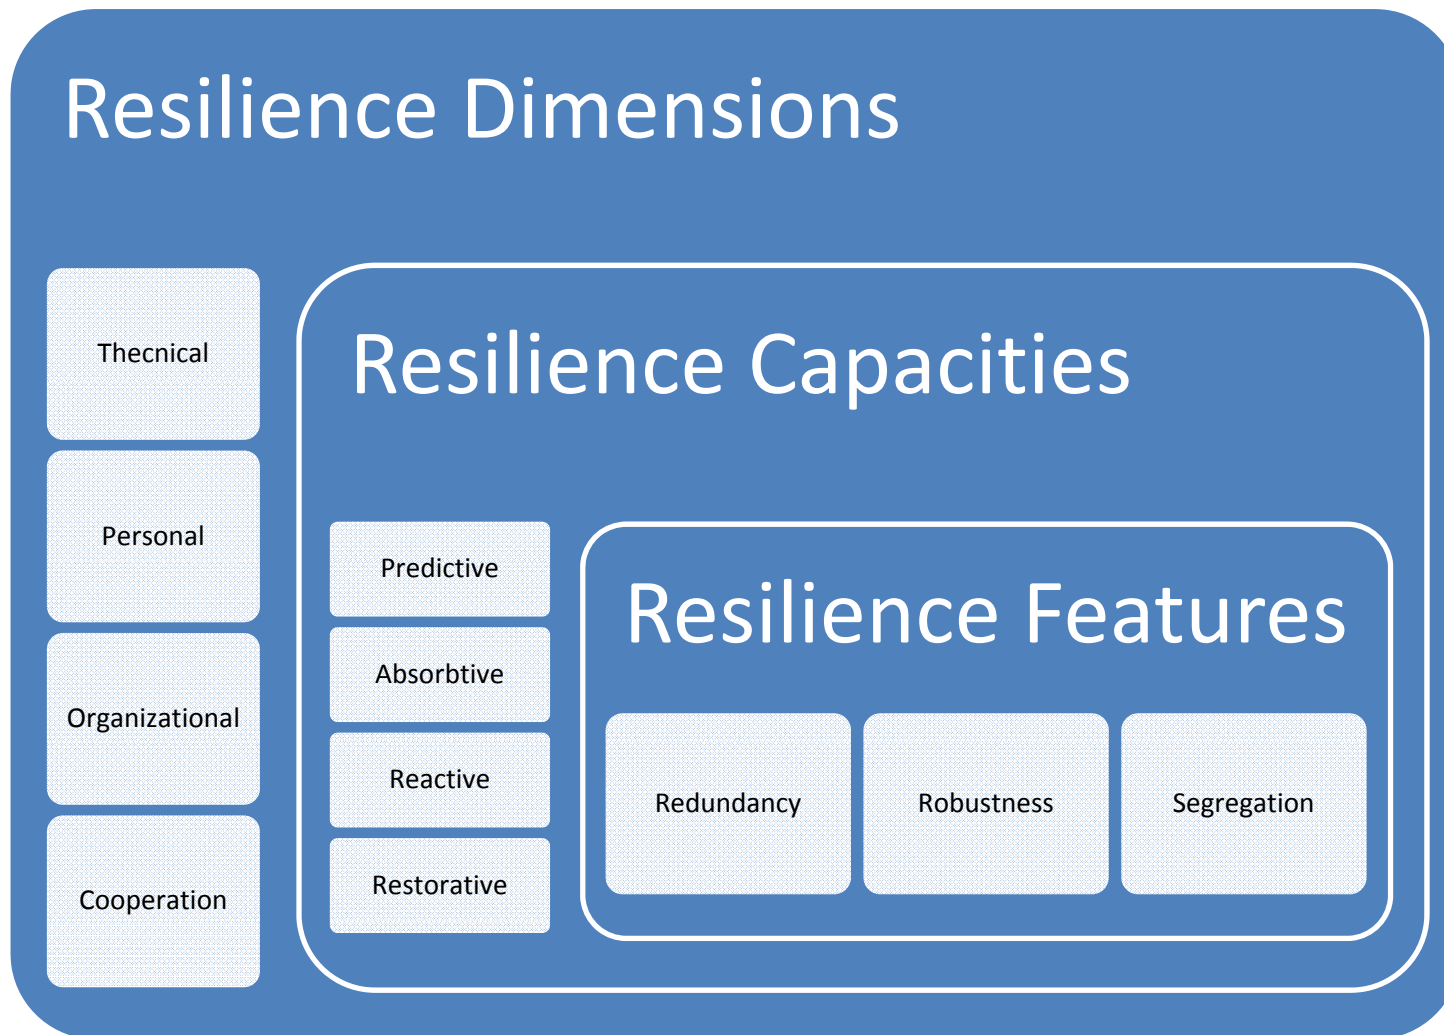 Resilience Dimensions
Thecnical
Personal
Organizational
Cooperation
Resilience Capacities
Predictive
Absorbtive
Reactive
Restorative
Resilience Features
Redundancy
Robustness
Segregation